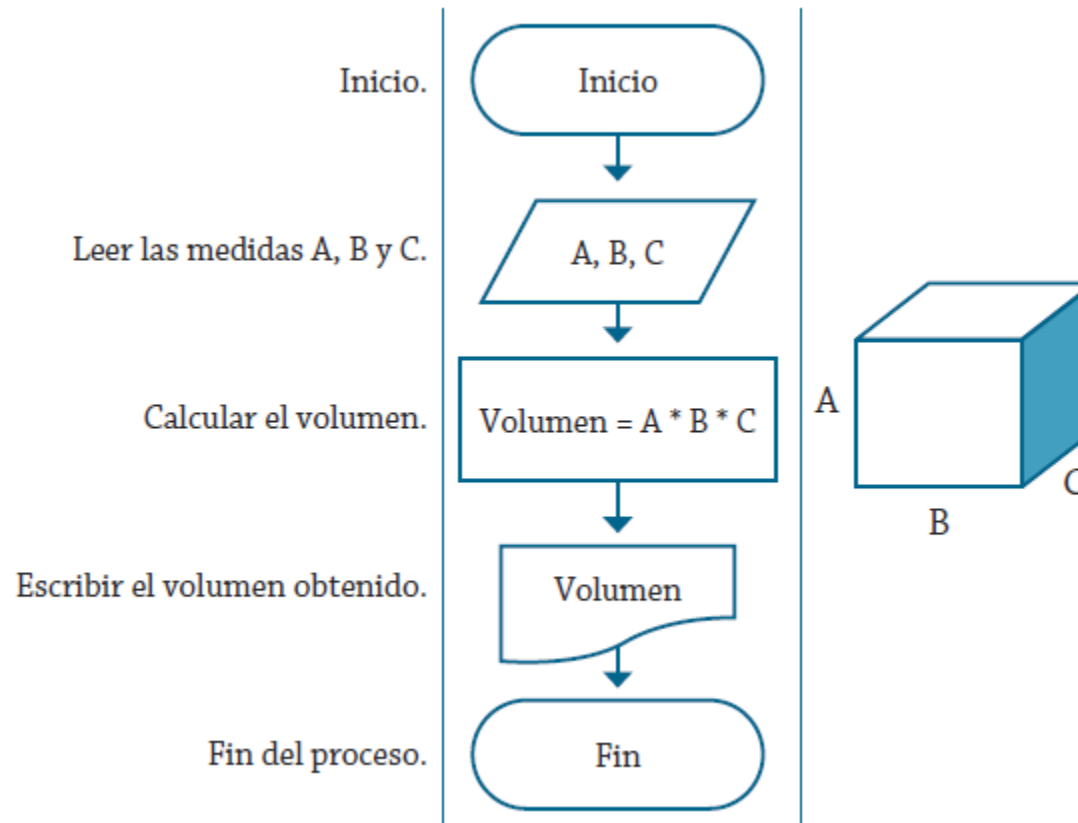 Inicio.
Inicio
Leer las medidas A, B y C.
A, B, C
Calcular el volumen.
Volumen = A * B * C
A
B
C
Escribir el volumen obtenido.
Volumen
Fin del proceso.
Fin